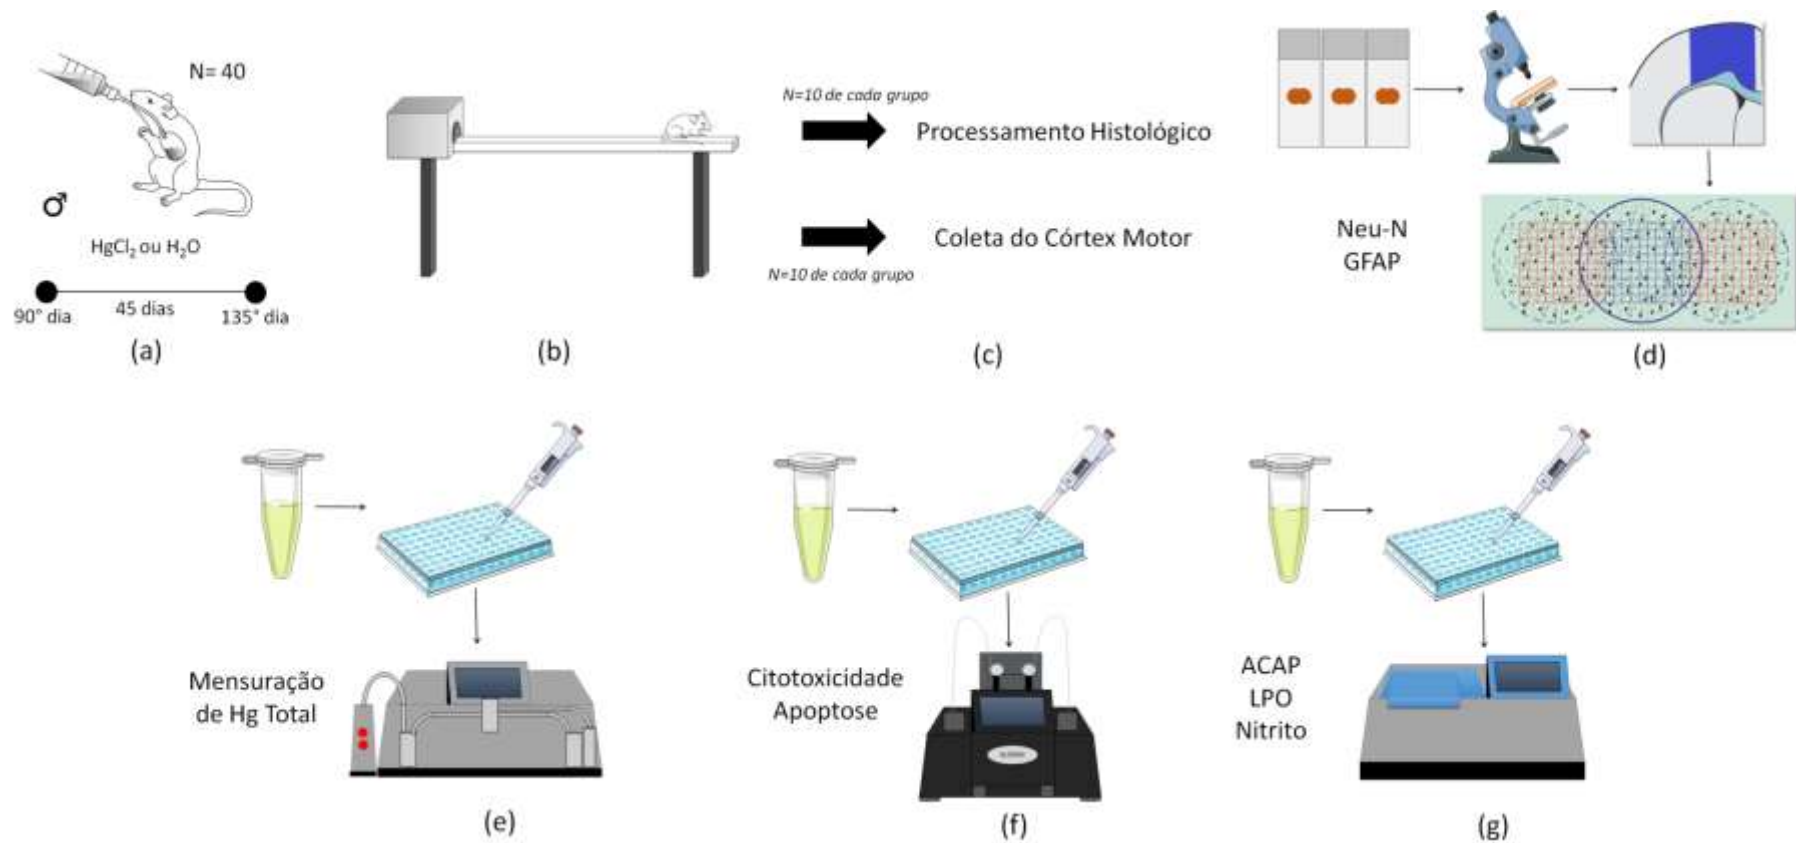 N= 40
♂
HgCl₂ ou H₂O
45 dias
90° dia
135° dia
(a)
(b)
N=10 de cada grupo
Processamento Histológico
Coleta do Córtex Motor
N=10 de cada grupo
(c)
Neu-N
GFAP
(d)
Mensuração
de Hg Total
(e)
Citotoxicidade
Apoptose
(f)
ACAP
LPO
Nitrito
(g)